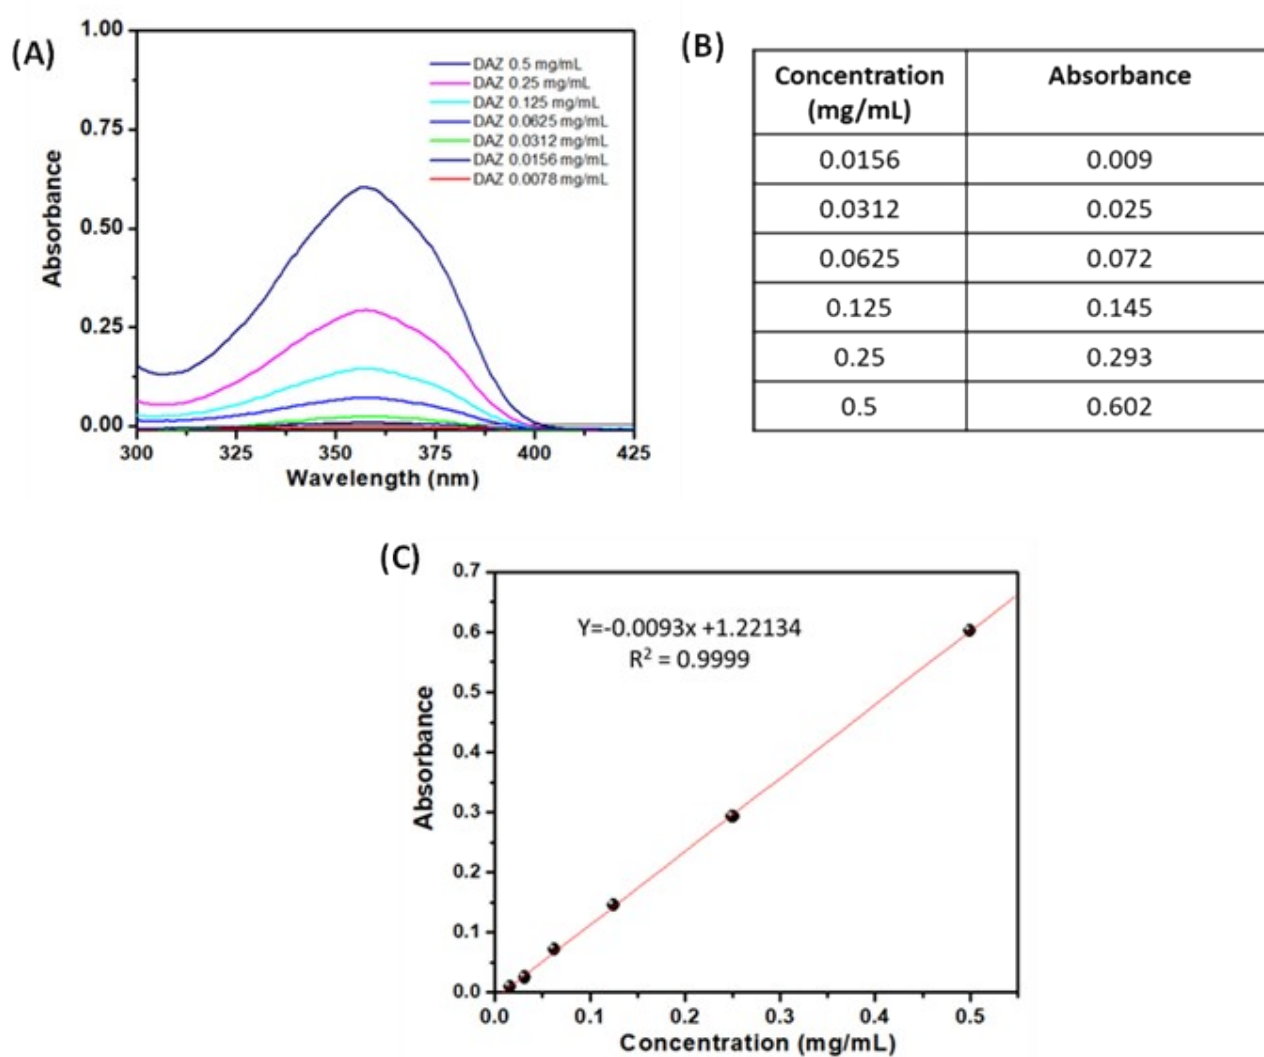 (A)
1.00
0.75
0.50
0.25
0.00
Absorbance
DAZ 0.5 mg/mL
DAZ 0.25 mg/mL
DAZ 0.125 mg/mL
DAZ 0.0625 mg/mL
DAZ 0.0312 mg/mL
DAZ 0.0156 mg/mL
DAZ 0.0078 mg/mL
300 325 350 375 400 425
Wavelength (nm)
(B)
Concentration Absorbance
(mg/mL)
0.0156 0.009
0.0312 0.025
0.0625 0.072
0.125 0.145
0.25 0.293
0.5 0.602
(C)
0.7
0.6
0.5
0.4
0.3
0.2
0.1
0.0
Absorbance
Y=-0.0093x +1.22134
R² = 0.9999
0.0 0.1 0.2 0.3 0.4 0.5
Concentration (mg/mL)